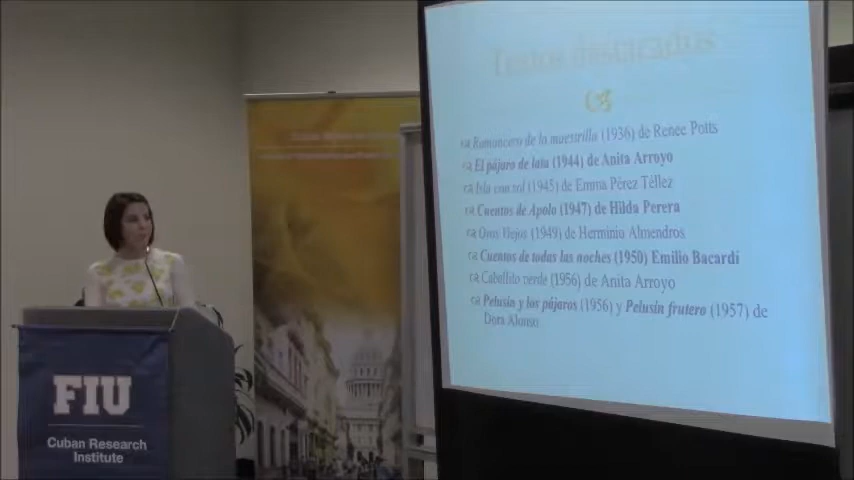 Textos destacados
Romancero de la maestrilla (1936) de Renée Potts
El pájaro de lata (1944) de Anita Arroyo
Isla con sol (1945) de Emma Pérez Téllez
Cuentos de Apolo (1947) de Hilda Perera
Oros Viejos (1949) de Herminio Almendros
Cuentos de todas las noches (1950) Emilio Bacardí
Caballito verde (1956) de Anita Arroyo
Pelusín y los pájaros (1956) y Pelusín frutero (1957) de
Dora Alonso
FIU
Cuban Research
Institute